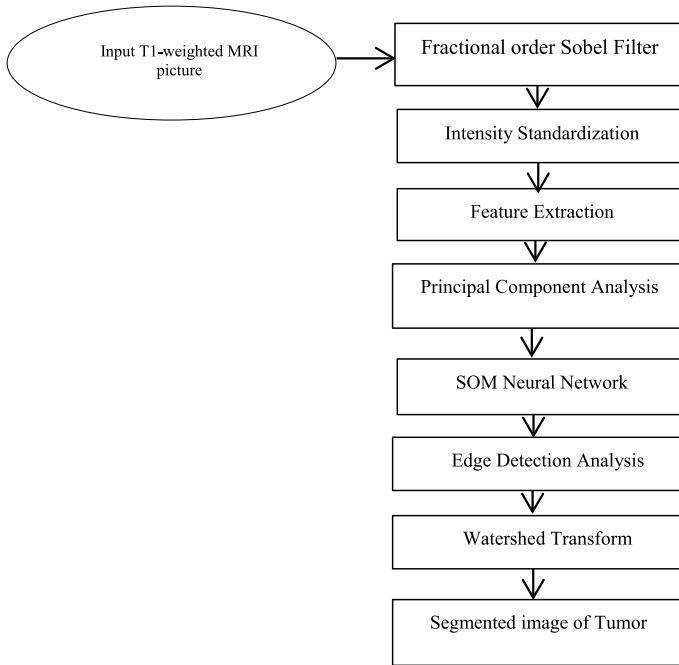 Input T1-weighted MRI
picture
Fractional order Sobel Filter
Intensity Standardization
Feature Extraction
Principal Component Analysis
SOM Neural Network
Edge Detection Analysis
Watershed Transform
Segmented image of Tumor